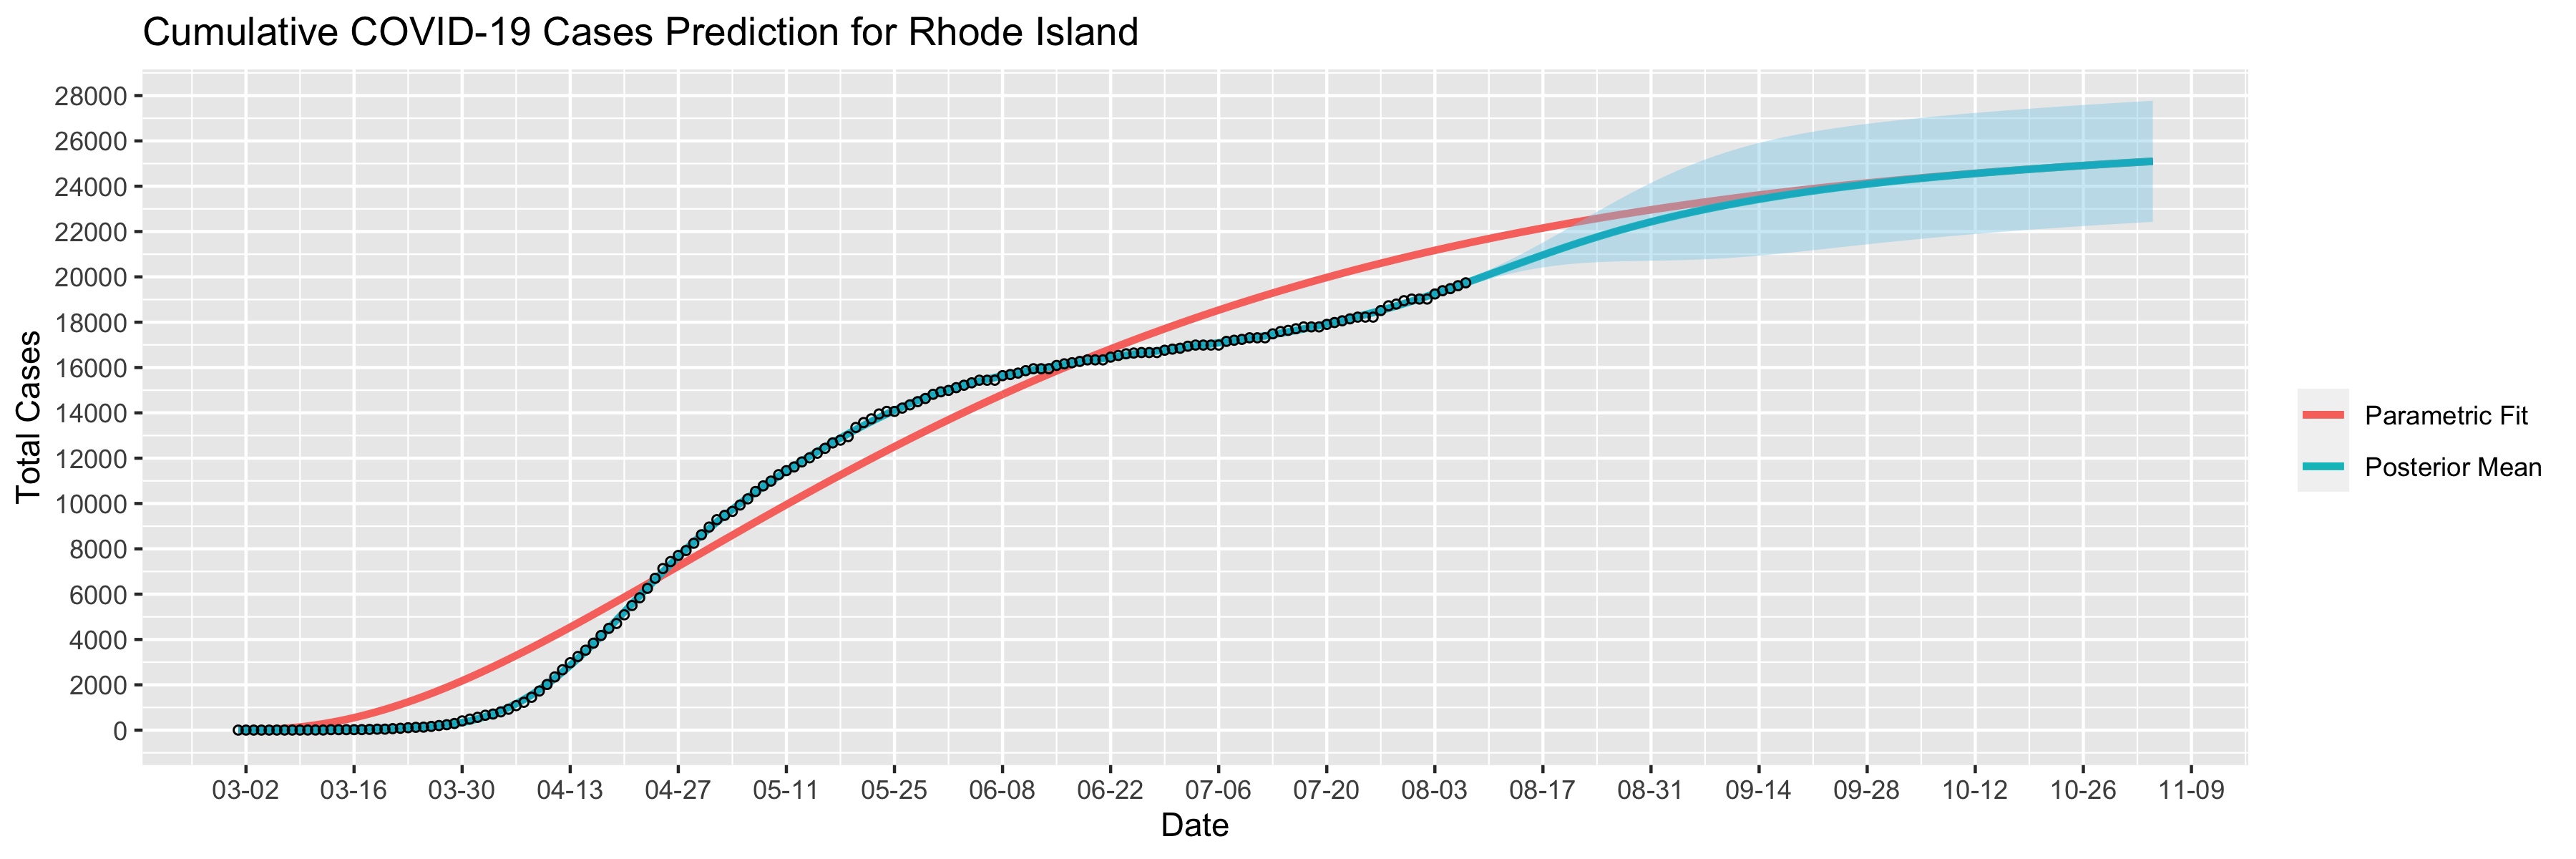 Cumulative COVID-19 Cases Prediction for Rhode Island
28000
26000
24000
22000
20000
18000
16000
14000
12000
10000
8000
6000
4000
2000
0
Total Cases
03-02 03-16 03-30 04-13 04-27 05-11 05-25 06-08 06-22 07-06 07-20 08-03 08-17 08-31 09-14 09-28 10-12 10-26 11-09
Date
Parametric Fit
Posterior Mean